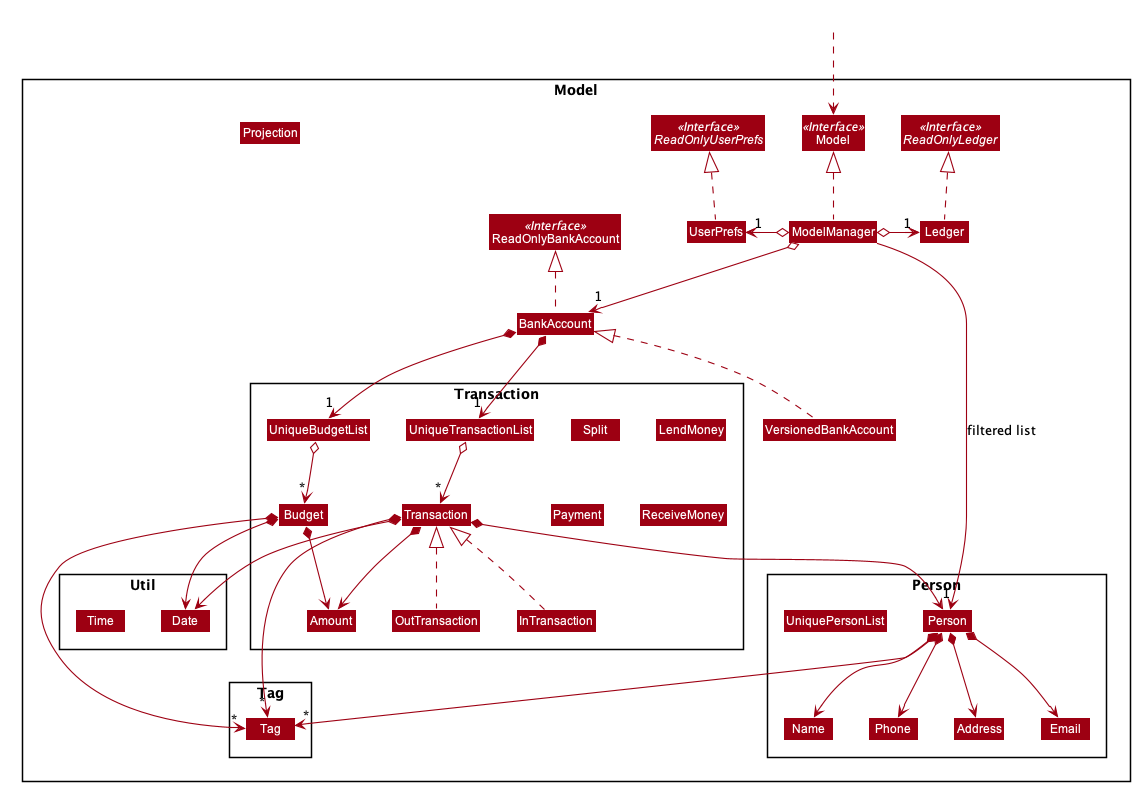 Model
Projection
«Interface»
ReadOnlyUserPrefs
«Interface»
Model
«Interface»
ReadOnlyLedger
«Interface»
ReadOnlyBankAccount
UserPrefs
1
ModelManager
1
Ledger
1
BankAccount
Transaction
1
1
UniqueBudgetList
UniqueTransactionList
Split
LendMoney
VersionedBankAccount
filtered list
*
*
Budget
Transaction
Payment
ReceiveMoney
Util
Person
1
Time
Date
Amount
OutTransaction
InTransaction
UniquePersonList
Person
Tag
*
*
*
Tag
Name
Phone
Address
Email